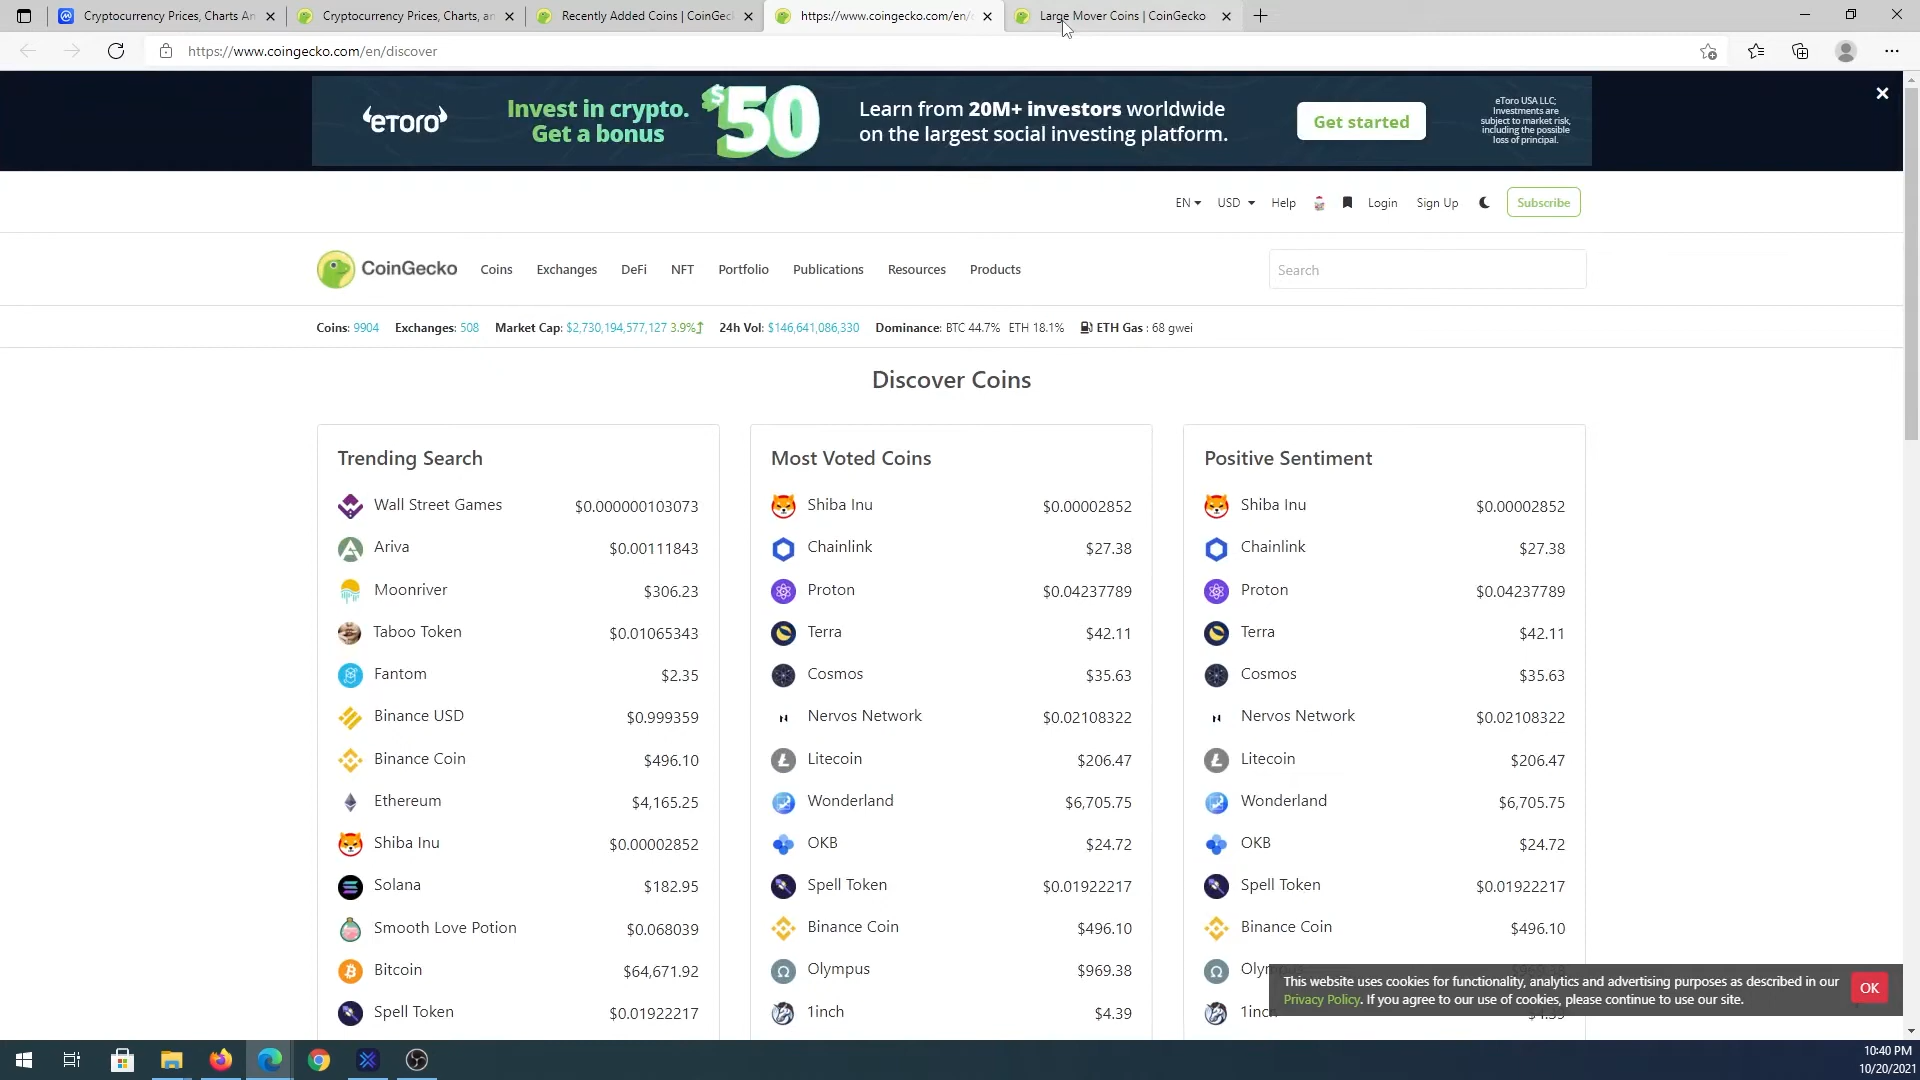 Cryptocurrency Prices, Charts An
Cryptocurrency Prices, Charts, an
Recently Added Coins | CoinGec
https://www.coingecko.com/en/
Large Mover Coins | CoinGecko
https://www.coingecko.com/en/discover
eToro
Invest in crypto.
Get a bonus
$50
Learn from 20M+ investors worldwide
on the largest social investing platform.
Get started
eToro USA LLC;
Investments are
subject to market risk,
including the possible
loss of principal.
EN USD Help Login Sign Up Subscribe
CoinGecko Coins Exchanges DeFi NFT Portfolio Publications Resources Products Search
Coins: 9904 Exchanges: 508 Market Cap: $2,730,194,577,127 3.9% 24h Vol: $146,641,086,330 Dominance: BTC 44.7% ETH 18.1% ETH Gas : 68 gwei
Discover Coins
Trending Search
Wall Street Games $0.000000103073
Ariva $0.00111843
Moonriver $306.23
Taboo Token $0.01065343
Fantom $2.35
Binance USD $0.999359
Binance Coin $496.10
Ethereum $4,165.25
Shiba Inu $0.00002852
Solana $182.95
Smooth Love Potion $0.068039
Bitcoin $64,671.92
Spell Token $0.01922217
Most Voted Coins
Shiba Inu $0.00002852
Chainlink $27.38
Proton $0.04237789
Terra $42.11
Cosmos $35.63
Nervos Network $0.02108322
Litecoin $206.47
Wonderland $6,705.75
OKB $24.72
Spell Token $0.01922217
Binance Coin $496.10
Olympus $969.38
1inch $4.39
Positive Sentiment
Shiba Inu $0.00002852
Chainlink $27.38
Proton $0.04237789
Terra $42.11
Cosmos $35.63
Nervos Network $0.02108322
Litecoin $206.47
Wonderland $6,705.75
OKB $24.72
Spell Token $0.01922217
Binance Coin $496.10
1inch $4.39
This website uses cookies for functionality, analytics and advertising purposes as described in our
Privacy Policy. If you agree to our use of cookies, please continue to use our site.
OK
10:40 PM
10/20/2021